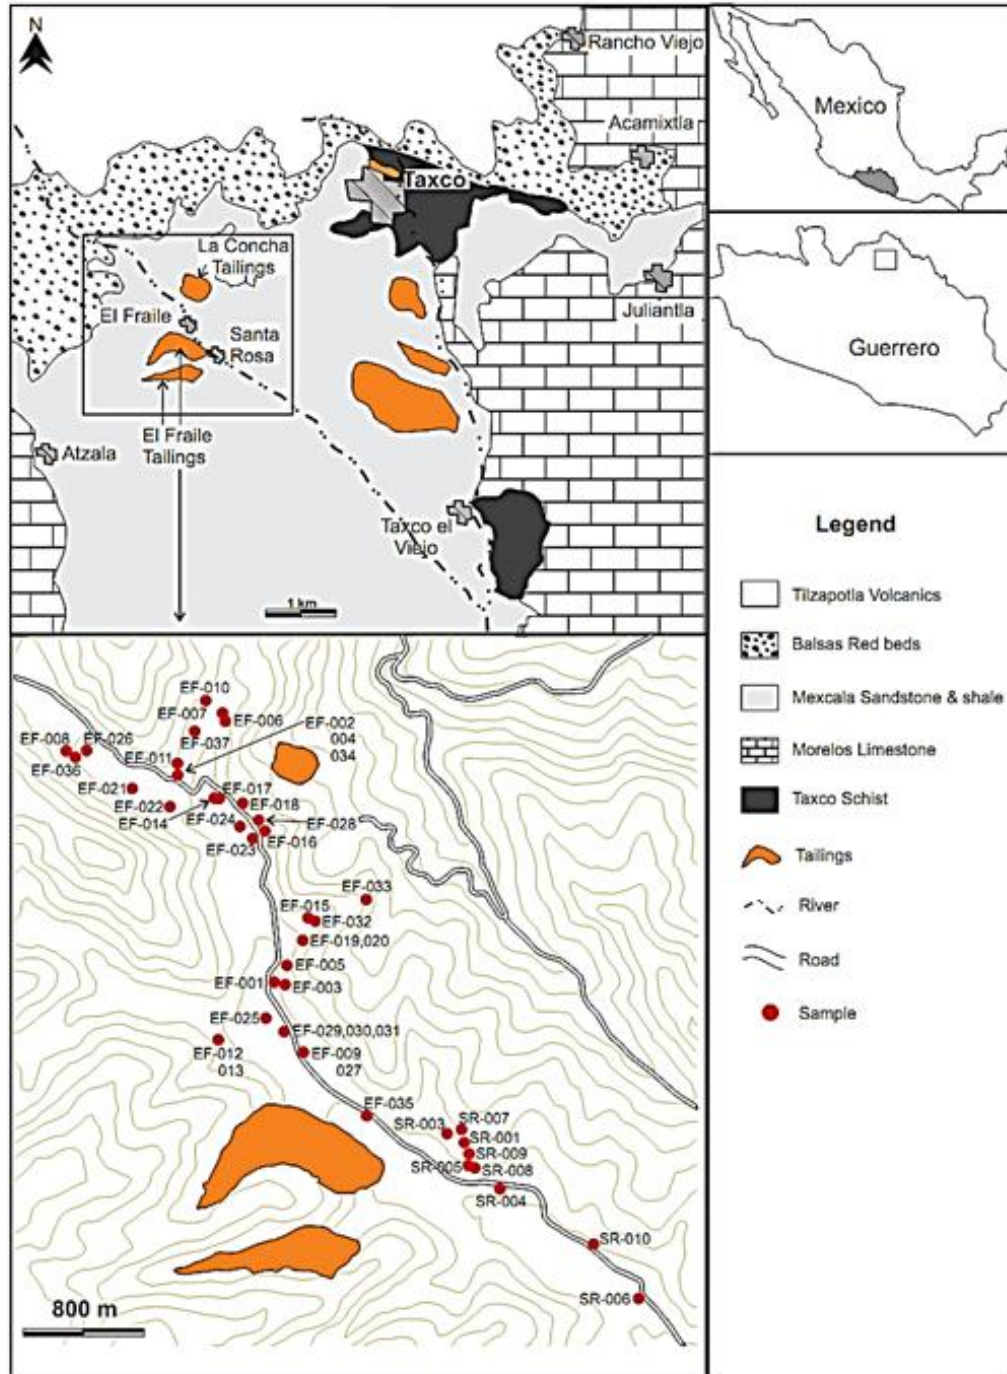 N
Rancho Viejo
Acamixtla
Taxco
La Concha
Tailings
El Fraile
Santa
Rosa
Juliantla
El Fraile
Tailings
Atzala
Taxco el
Viejo
1 km
Mexico
Guerrero
Legend
Tilzapotla Volcanics
Balsas Red beds
Mexcala Sandstone & shale
Morelos Limestone
Taxco Schist
Tailings
River
Road
Sample
EF-010
EF-007
EF-006
EF-002
004
034
EF-008
EF-026
EF-037
EF-011
EF-036
EF-021
EF-017
EF-022
EF-018
EF-014
EF-024
EF-028
EF-016
EF-023
EF-033
EF-015
EF-032
EF-019,020
EF-005
EF-001
EF-003
EF-025
EF-029,030,031
EF-012
013
EF-009
027
EF-035
SR-007
SR-003
SR-001
SR-009
SR-005
SR-008
SR-004
SR-010
SR-006
800 m